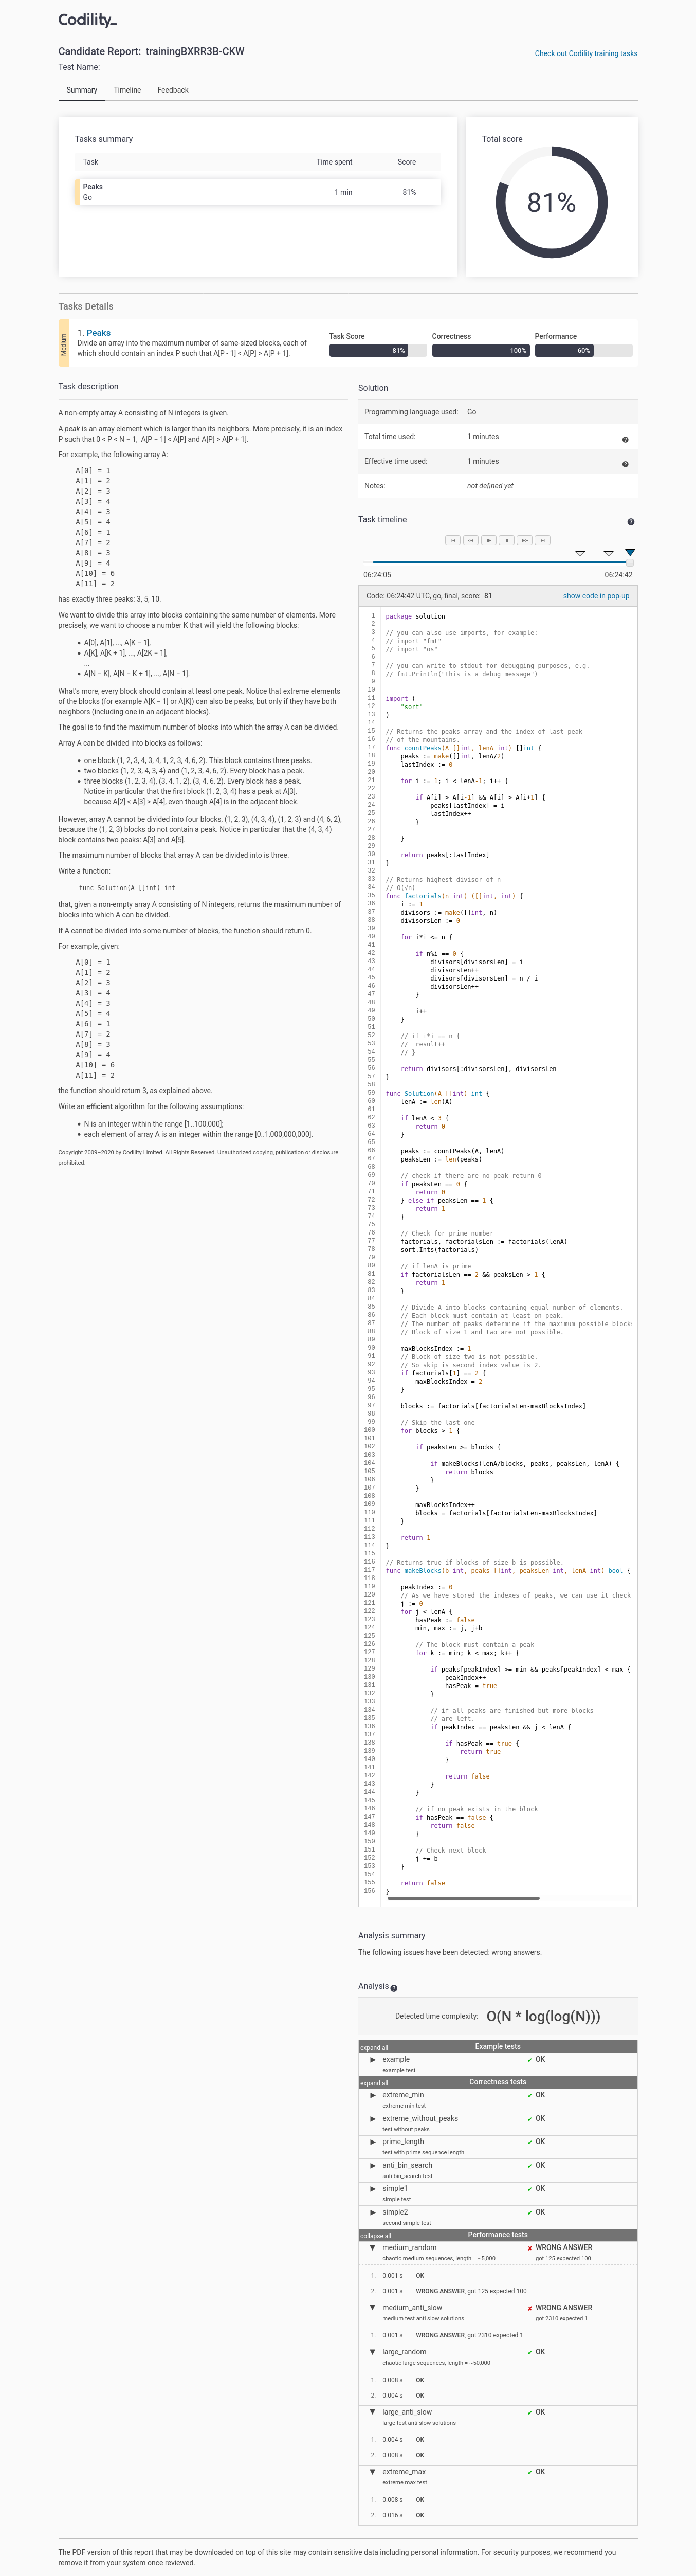 Codility_
Candidate Report: trainingBXRR3B-CKW
Check out Codility training tasks
Test Name:
Summary Timeline Feedback
Tasks summary
Task Time spent Score
Peaks
Go
1 min 81%
Total score
81%
Tasks Details
Medium
1. Peaks
Divide an array into the maximum number of same-sized blocks, each of
which should contain an index P such that A[P - 1] < A[P] > A[P + 1].
Task Score
81%
Correctness
100%
Performance
60%
Task description
A non-empty array A consisting of N integers is given.
A peak is an array element which is larger than its neighbors. More precisely, it is an index
P such that 0 < P < N − 1, A[P − 1] < A[P] and A[P] > A[P + 1].
For example, the following array A:
A[0] = 1
A[1] = 2
A[2] = 3
A[3] = 4
A[4] = 3
A[5] = 4
A[6] = 1
A[7] = 2
A[8] = 3
A[9] = 4
A[10] = 6
A[11] = 2
has exactly three peaks: 3, 5, 10.
We want to divide this array into blocks containing the same number of elements. More
precisely, we want to choose a number K that will yield the following blocks:
• A[0], A[1], ..., A[K − 1],
• A[K], A[K + 1], ..., A[2K − 1],
...
• A[N − K], A[N − K + 1], ..., A[N − 1].
What's more, every block should contain at least one peak. Notice that extreme elements
of the blocks (for example A[K − 1] or A[K]) can also be peaks, but only if they have both
neighbors (including one in an adjacent blocks).
The goal is to find the maximum number of blocks into which the array A can be divided.
Array A can be divided into blocks as follows:
• one block (1, 2, 3, 4, 3, 4, 1, 2, 3, 4, 6, 2). This block contains three peaks.
• two blocks (1, 2, 3, 4, 3, 4) and (1, 2, 3, 4, 6, 2). Every block has a peak.
• three blocks (1, 2, 3, 4), (3, 4, 1, 2), (3, 4, 6, 2). Every block has a peak.
Notice in particular that the first block (1, 2, 3, 4) has a peak at A[3],
because A[2] < A[3] > A[4], even though A[4] is in the adjacent block.
However, array A cannot be divided into four blocks, (1, 2, 3), (4, 3, 4), (1, 2, 3) and (4, 6, 2),
because the (1, 2, 3) blocks do not contain a peak. Notice in particular that the (4, 3, 4)
block contains two peaks: A[3] and A[5].
The maximum number of blocks that array A can be divided into is three.
Write a function:
func Solution(A []int) int
that, given a non-empty array A consisting of N integers, returns the maximum number of
blocks into which A can be divided.
If A cannot be divided into some number of blocks, the function should return 0.
For example, given:
A[0] = 1
A[1] = 2
A[2] = 3
A[3] = 4
A[4] = 3
A[5] = 4
A[6] = 1
A[7] = 2
A[8] = 3
A[9] = 4
A[10] = 6
A[11] = 2
the function should return 3, as explained above.
Write an efficient algorithm for the following assumptions:
• N is an integer within the range [1..100,000];
• each element of array A is an integer within the range [0..1,000,000,000].
Copyright 2009–2020 by Codility Limited. All Rights Reserved. Unauthorized copying, publication or disclosure
prohibited.
Solution
Programming language used: Go
Total time used: 1 minutes
Effective time used: 1 minutes
Notes: not defined yet
Task timeline
06:24:05 06:24:42
Code: 06:24:42 UTC, go, final, score: 81 show code in pop-up
1 package solution
2
3 // you can also use imports, for example:
4 // import "fmt"
5 // import "os"
6
7 // you can write to stdout for debugging purposes, e.g.
8 // fmt.Println("this is a debug message")
9
10
11 import (
12 "sort"
13 )
14
15 // Returns the peaks array and the index of last peak
16 // of the mountains.
17 func countPeaks(A []int, lenA int) []int {
18 peaks := make([]int, lenA/2)
19 lastIndex := 0
20
21 for i := 1; i < lenA-1; i++ {
22
23 if A[i] > A[i-1] && A[i] > A[i+1] {
24 peaks[lastIndex] = i
25 lastIndex++
26 }
27
28 }
29
30 return peaks[:lastIndex]
31 }
32
33 // Returns highest divisor of n
34 // O(√n)
35 func factorials(n int) ([]int, int) {
36 i := 1
37 divisors := make([]int, n)
38 divisorsLen := 0
39
40 for i*i <= n {
41
42 if n%i == 0 {
43 divisors[divisorsLen] = i
44 divisorsLen++
45 divisors[divisorsLen] = n / i
46 divisorsLen++
47 }
48
49 i++
50 }
51
52 // if i*i == n {
53 // result++
54 // }
55
56 return divisors[:divisorsLen], divisorsLen
57 }
58
59 func Solution(A []int) int {
60 lenA := len(A)
61
62 if lenA < 3 {
63 return 0
64 }
65
66 peaks := countPeaks(A, lenA)
67 peaksLen := len(peaks)
68
69 // check if there are no peak return 0
70 if peaksLen == 0 {
71 return 0
72 } else if peaksLen == 1 {
73 return 1
74 }
75
76 // Check for prime number
77 factorials, factorialsLen := factorials(lenA)
78 sort.Ints(factorials)
79
80 // if lenA is prime
81 if factorialsLen == 2 && peaksLen > 1 {
82 return 1
83 }
84
85 // Divide A into blocks containing equal number of elements.
86 // Each block must contain at least on peak.
87 // The number of peaks determine if the maximum possible block
88 // Block of size 1 and two are not possible.
89
90 maxBlocksIndex := 1
91 // Block of size two is not possible.
92 // So skip is second index value is 2.
93 if factorials[1] == 2 {
94 maxBlocksIndex = 2
95 }
96
97 blocks := factorials[factorialsLen-maxBlocksIndex]
98
99 // Skip the last one
100 for blocks > 1 {
101
102 if peaksLen >= blocks {
103
104 if makeBlocks(lenA/blocks, peaks, peaksLen, lenA) {
105 return blocks
106 }
107 }
108
109 maxBlocksIndex++
110 blocks = factorials[factorialsLen-maxBlocksIndex]
111 }
112
113 return 1
114 }
115
116 // Returns true if blocks of size b is possible.
117 func makeBlocks(b int, peaks []int, peaksLen int, lenA int) bool {
118
119 peakIndex := 0
120 // As we have stored the indexes of peaks, we can use it check
121 j := 0
122 for j < lenA {
123 hasPeak := false
124 min, max := j, j+b
125
126 // The block must contain a peak
127 for k := min; k < max; k++ {
128
129 if peaks[peakIndex] >= min && peaks[peakIndex] < max {
130 peakIndex++
131 hasPeak = true
132 }
133
134 // if all peaks are finished but more blocks
135 // are left.
136 if peakIndex == peaksLen && j < lenA {
137
138 if hasPeak == true {
139 return true
140 }
141
142 return false
143 }
144 }
145
146 // if no peak exists in the block
147 if hasPeak == false {
148 return false
149 }
150
151 // Check next block
152 j += b
153 }
154
155 return false
156 }
Analysis summary
The following issues have been detected: wrong answers.
Analysis
Detected time complexity: O(N * log(log(N)))
expand all Example tests
example ✔ OK
example test
expand all Correctness tests
extreme_min ✔ OK
extreme min test
extreme_without_peaks ✔ OK
test without peaks
prime_length ✔ OK
test with prime sequence length
anti_bin_search ✔ OK
anti bin_search test
simple1 ✔ OK
simple test
simple2 ✔ OK
second simple test
collapse all Performance tests
medium_random ✘ WRONG ANSWER
chaotic medium sequences, length = ~5,000 got 125 expected 100
1. 0.001 s OK
2. 0.001 s WRONG ANSWER, got 125 expected 100
medium_anti_slow ✘ WRONG ANSWER
medium test anti slow solutions got 2310 expected 1
1. 0.001 s WRONG ANSWER, got 2310 expected 1
large_random ✔ OK
chaotic large sequences, length = ~50,000
1. 0.008 s OK
2. 0.004 s OK
large_anti_slow ✔ OK
large test anti slow solutions
1. 0.004 s OK
2. 0.008 s OK
extreme_max ✔ OK
extreme max test
1. 0.008 s OK
2. 0.016 s OK
The PDF version of this report that may be downloaded on top of this site may contain sensitive data including personal information. For security purposes, we recommend you
remove it from your system once reviewed.